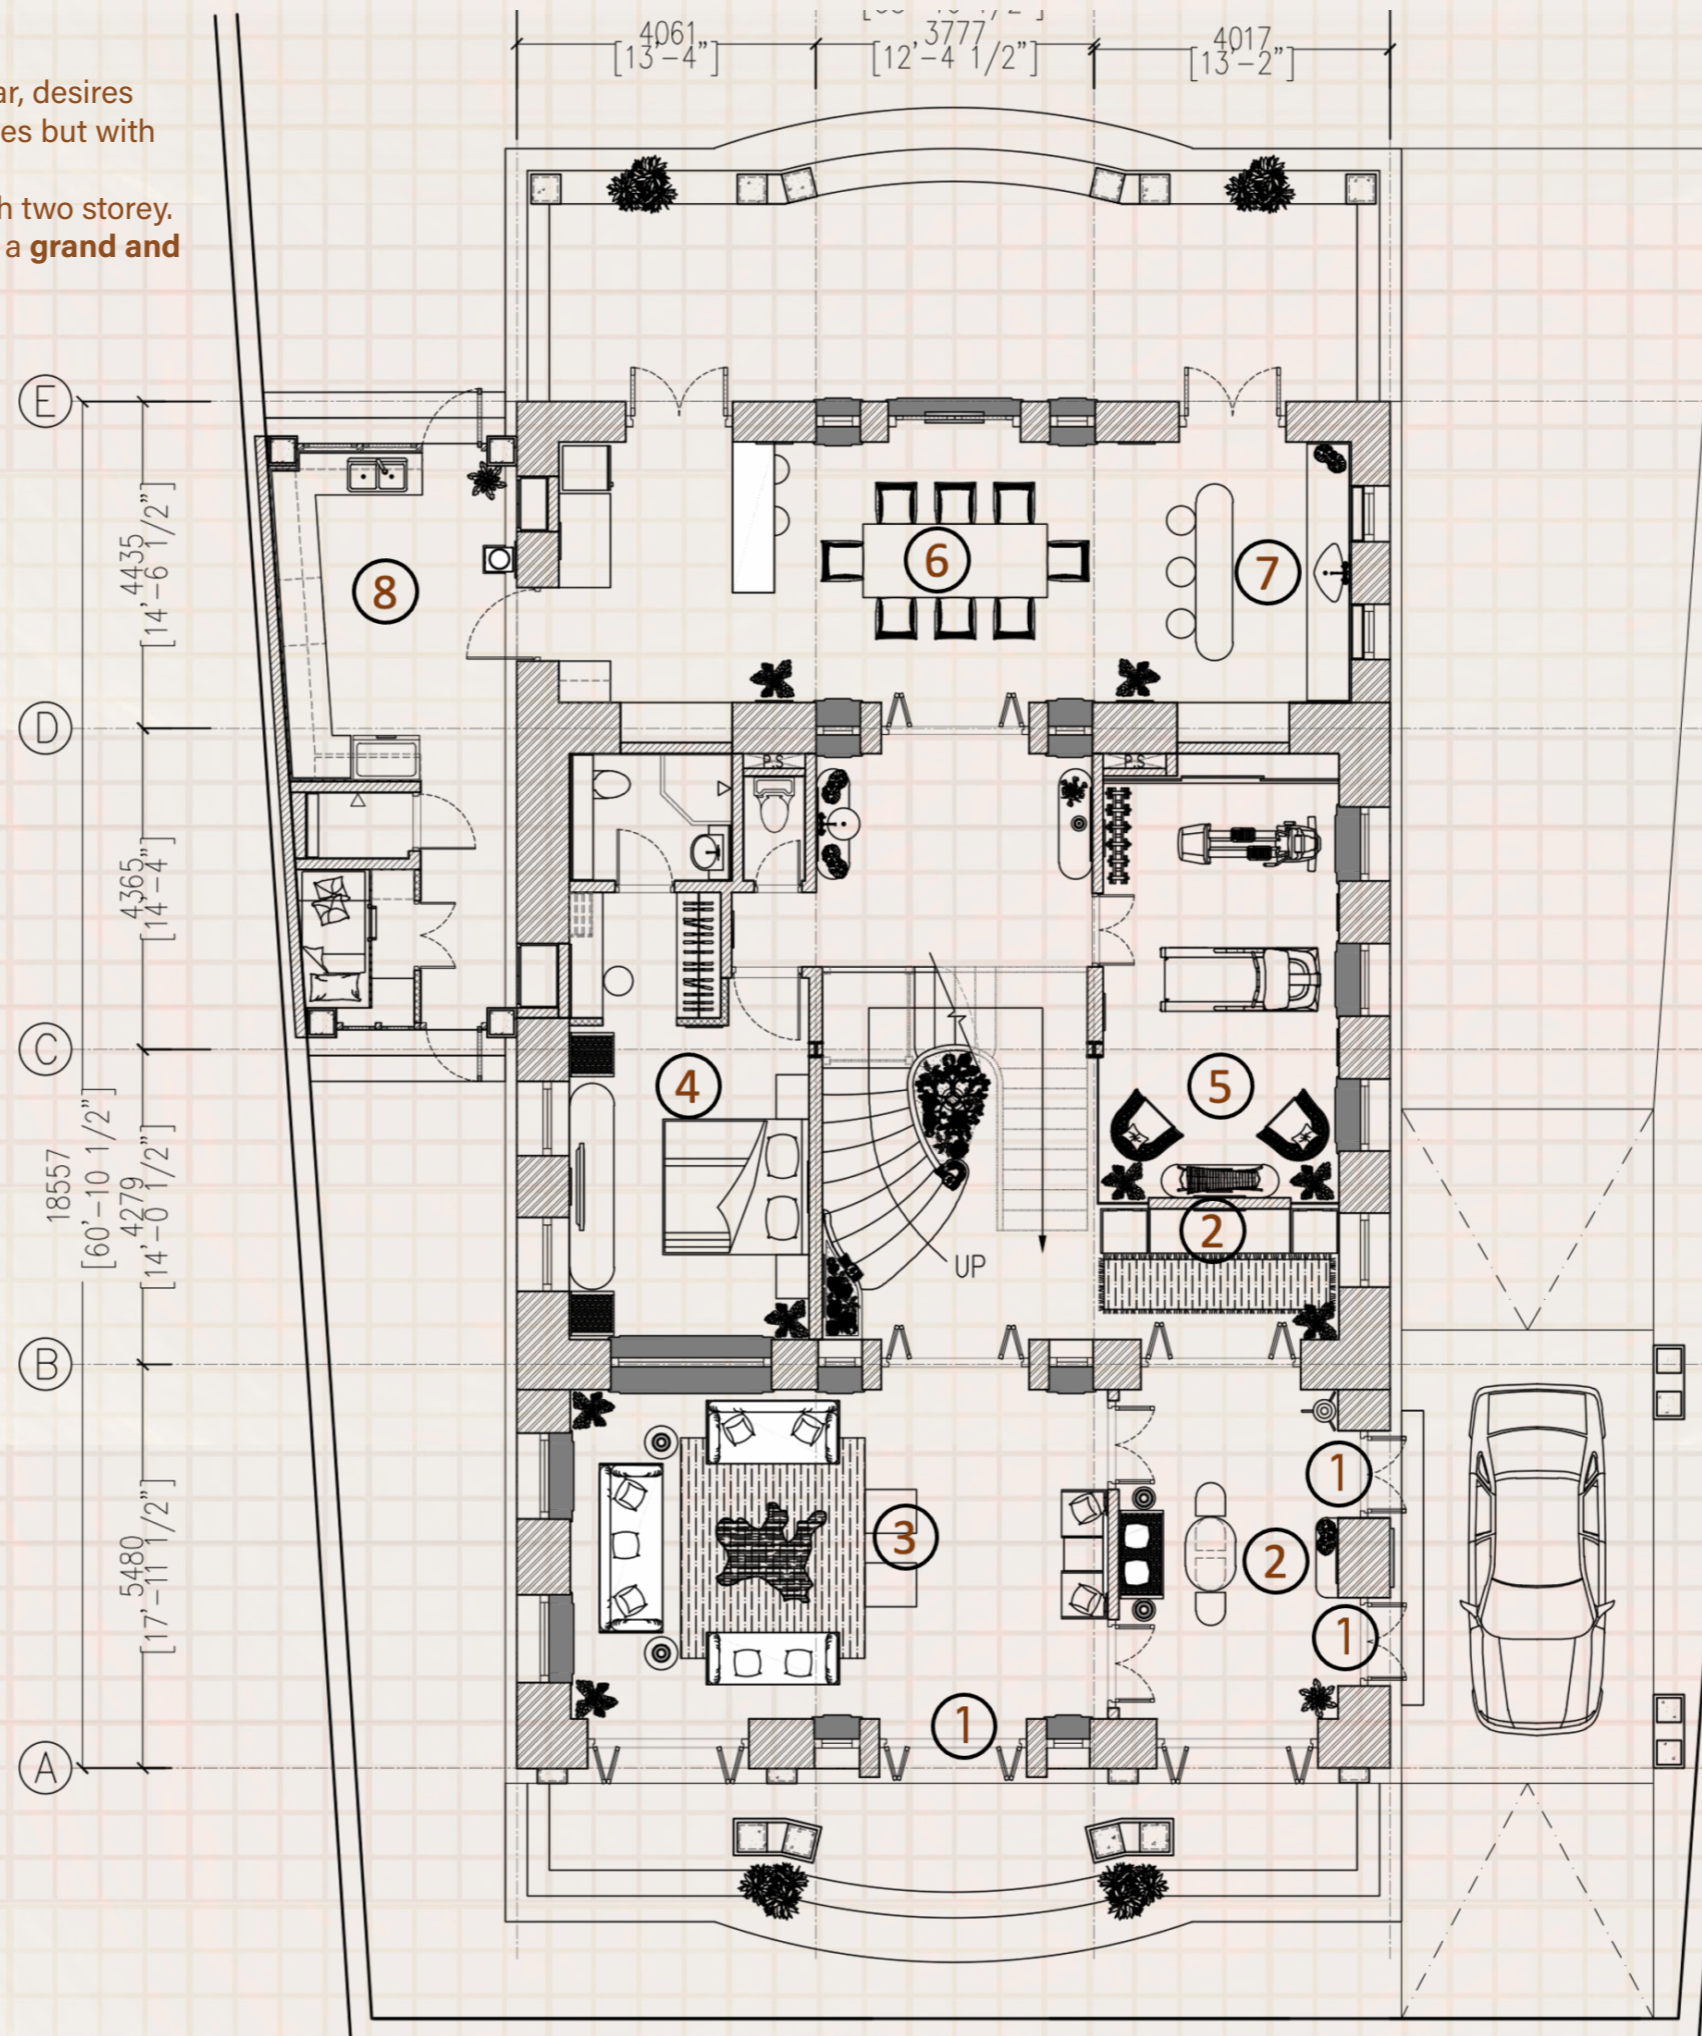 4061
[13'-4"]
3777
[12'-4 1/2"]
4017
[13'-2"]
ar, desires
es but with
h two storey.
a grand and
E
D
C
B
A
4435
[14'-6 1/2"]
4365
[14'-4"]
18557
[60'-10 1/2"]
4279
[14'-0 1/2"]
5480
[17'-11 1/2"]
6
7
8
P.S
P.S
4
5
2
UP
1
3
2
1
1